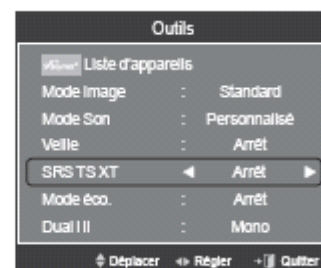 Outils
Liste d'appareils
Mode Image : Standard
Mode Son : Personnalisé
Veille : Arrêt
SRS TS XT ◄ Arrêt ►
Mode éco. : Arrêt
Dual I II : Mono
Déplacer Régler Quitter